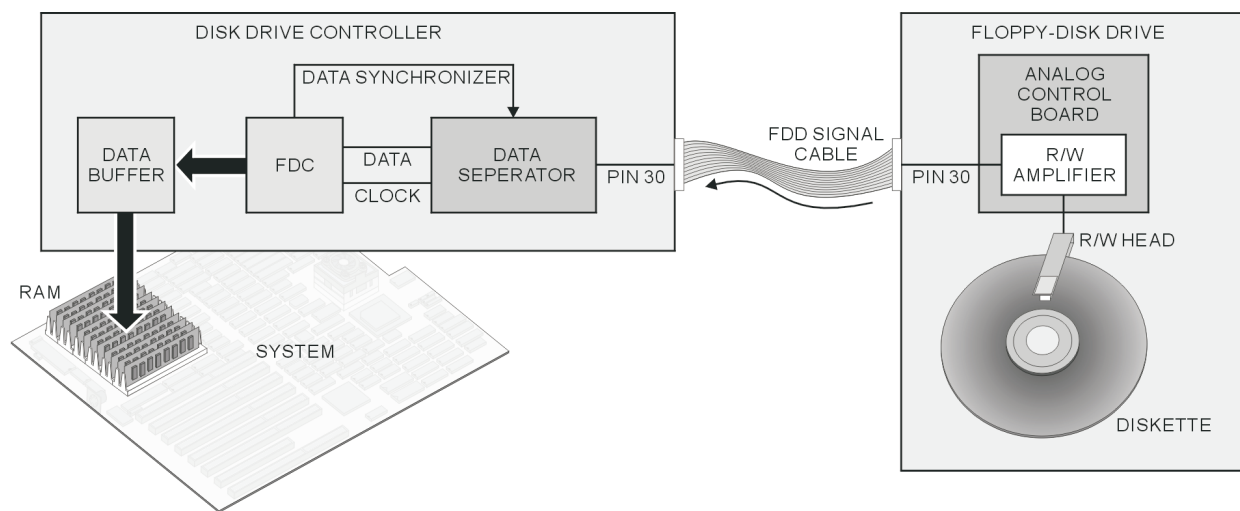 DISK DRIVE CONTROLLER
DATA SYNCHRONIZER
DATA
BUFFER
FDC
DATA
CLOCK
DATA
SEPERATOR
PIN 30
FDD SIGNAL
CABLE
FLOPPY-DISK DRIVE
ANALOG
CONTROL
BOARD
R/W
AMPLIFIER
PIN 30
R/W HEAD
DISKETTE
RAM
SYSTEM